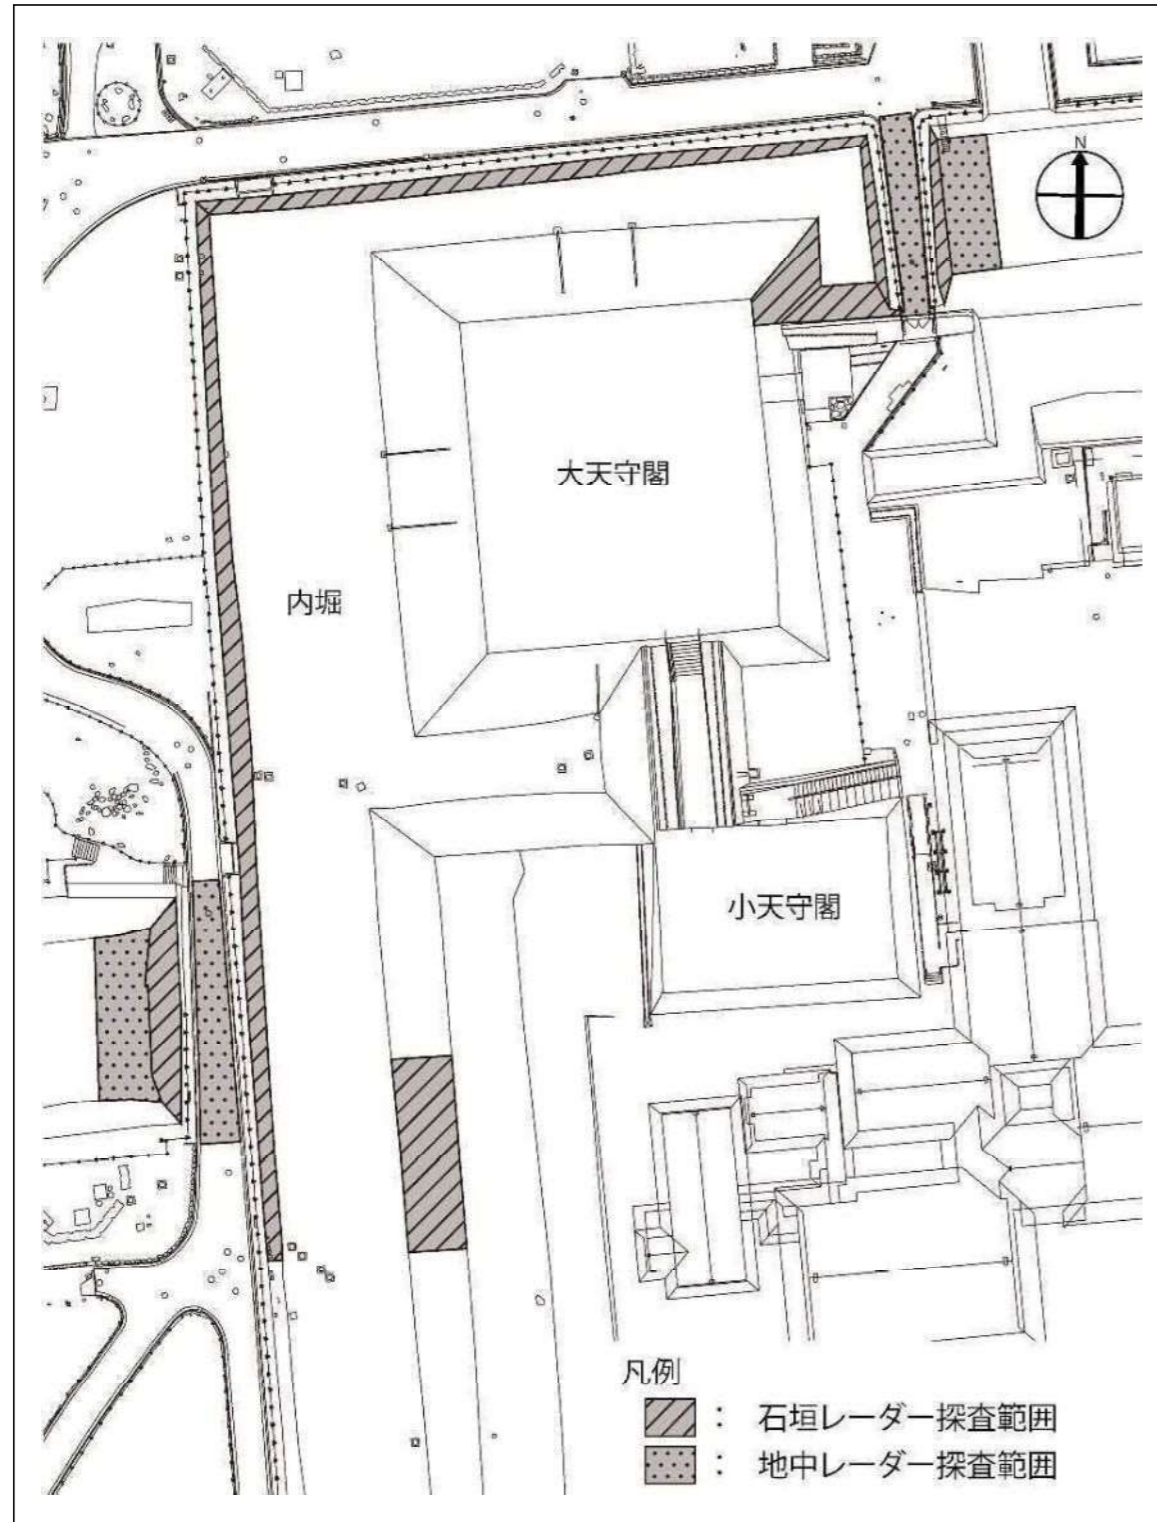 N
大天守閣
内堀
小天守閣
凡例
： 石垣レーダー探査範囲
： 地中レーダー探査範囲